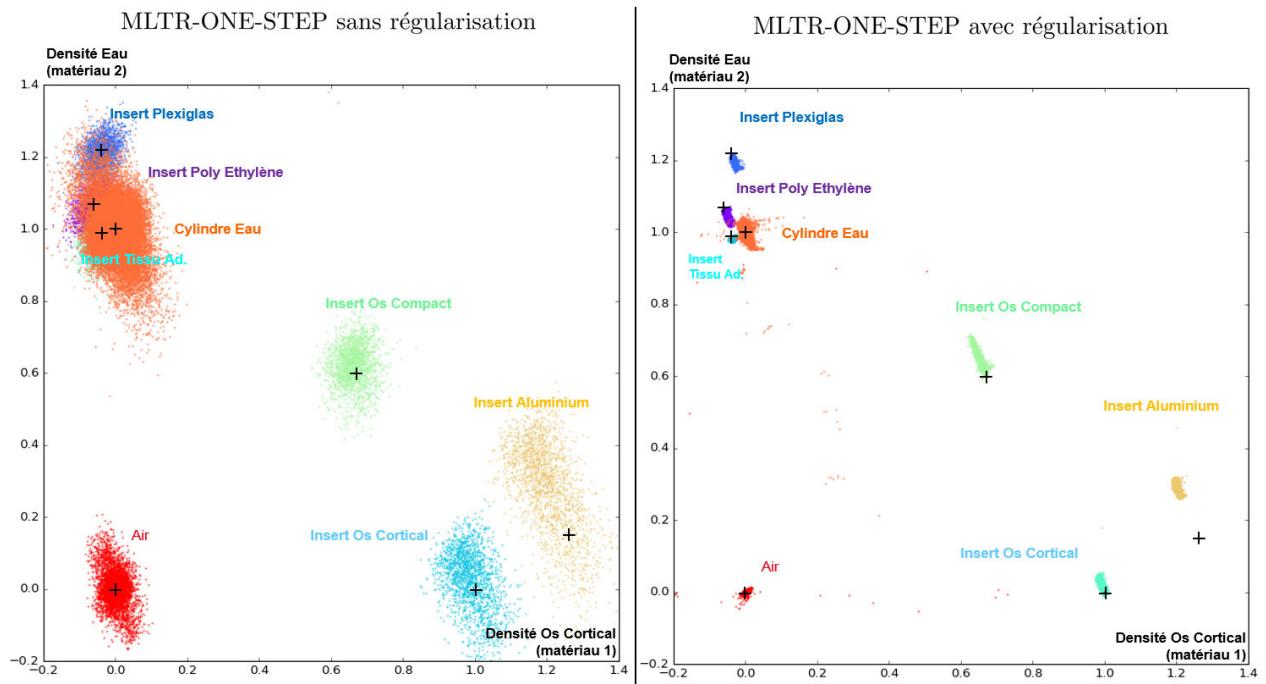 MLTR-ONE-STEP sans régularisation
Densité Eau
(matériau 2)
1.4
1.2
1.0
0.8
0.6
0.4
0.2
0.0
−0.2
Insert Plexiglas
Insert Poly Ethylène
Cylindre Eau
Insert Tissu Ad.
Insert Os Compact
Insert Aluminium
Insert Os Cortical
Air
Densité Os Cortical
(matériau 1)
−0.2 0.0 0.2 0.4 0.6 0.8 1.0 1.2 1.4
MLTR-ONE-STEP avec régularisation
Densité Eau
(matériau 2)
1.4
1.2
1.0
0.8
0.6
0.4
0.2
0.0
−0.2
Insert Plexiglas
Insert Poly Ethylène
Cylindre Eau
Insert
Tissu Ad.
Insert Os Compact
Insert Aluminium
Insert Os Cortical
Air
Densité Os Cortical
(matériau 1)
−0.2 0.0 0.2 0.4 0.6 0.8 1.0 1.2 1.4